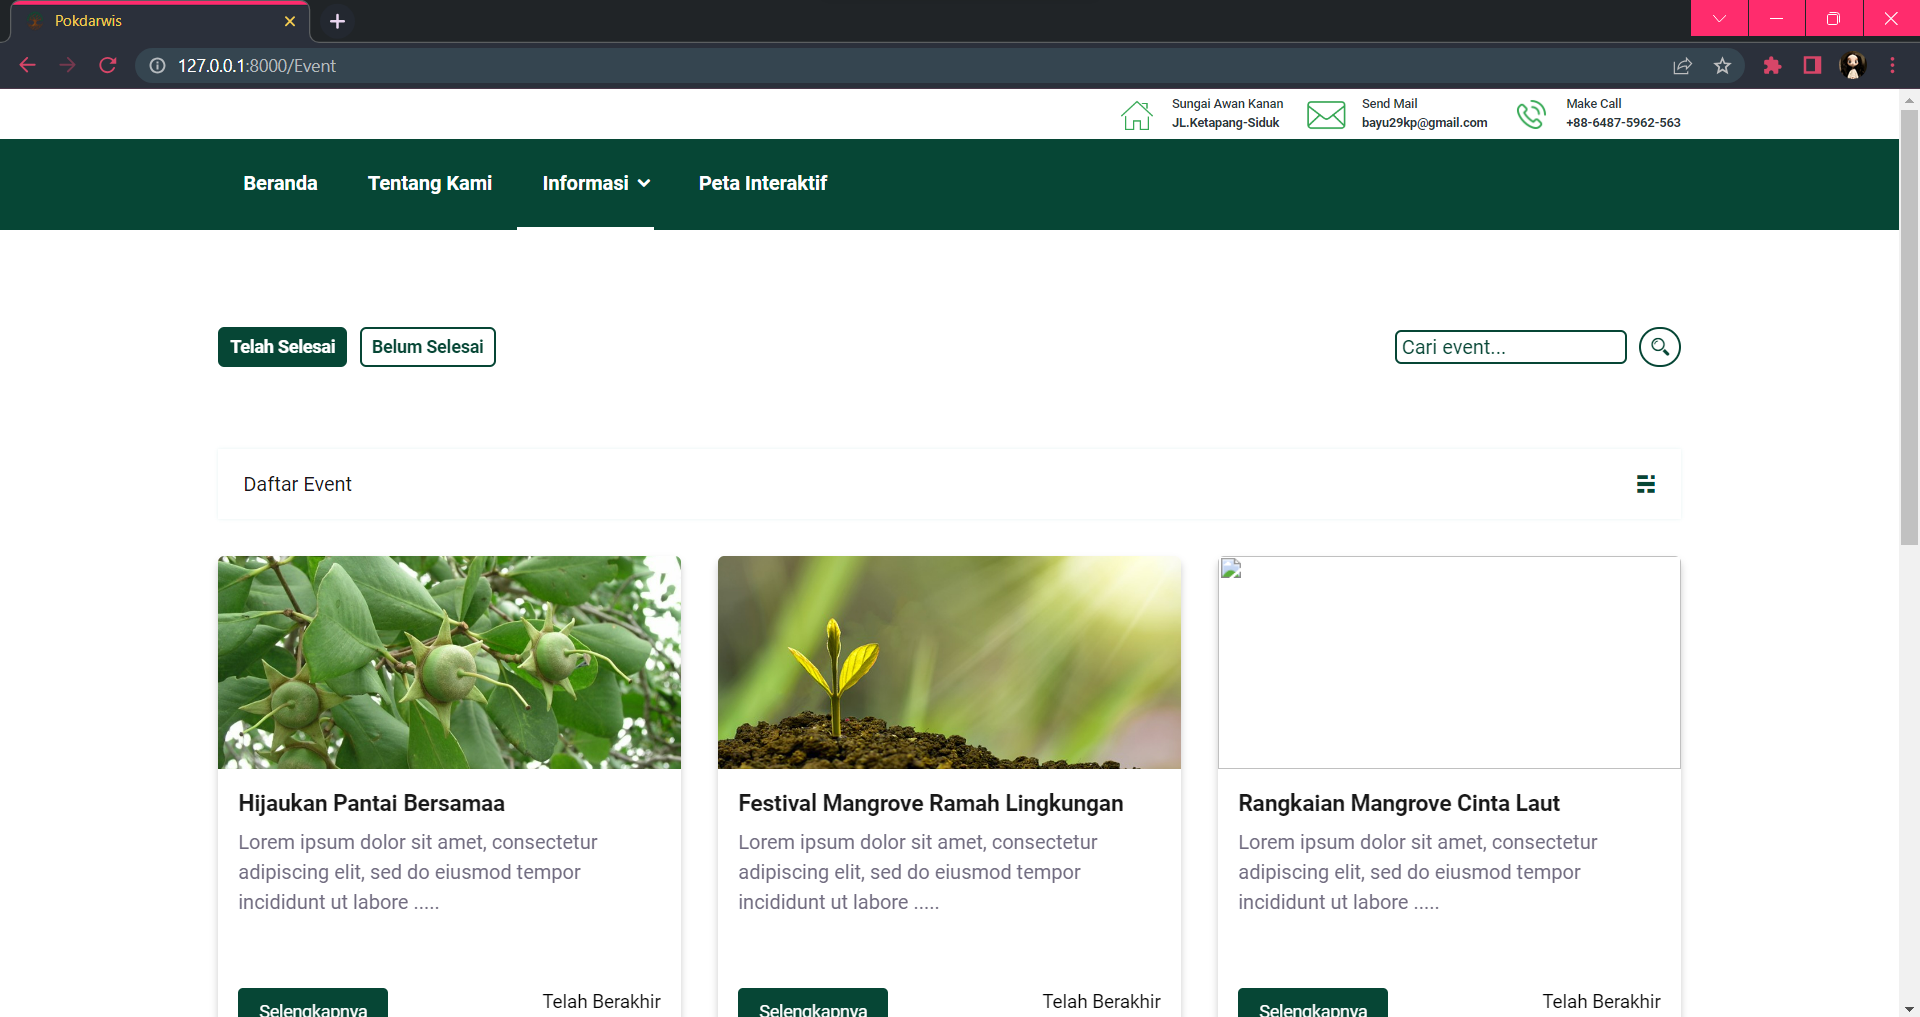 Pokdarwis
127.0.0.1:8000/Event
Sungai Awan Kanan
JL.Ketapang-Siduk
Send Mail
bayu29kp@gmail.com
Make Call
+88-6487-5962-563
Beranda
Tentang Kami
Informasi
Peta Interaktif
Telah Selesai
Belum Selesai
Cari event...
Daftar Event
Hijaukan Pantai Bersamaa
Lorem ipsum dolor sit amet, consectetur
adipiscing elit, sed do eiusmod tempor
incididunt ut labore .....
Selengkapnya
Telah Berakhir
Festival Mangrove Ramah Lingkungan
Lorem ipsum dolor sit amet, consectetur
adipiscing elit, sed do eiusmod tempor
incididunt ut labore .....
Selengkapnya
Telah Berakhir
Rangkaian Mangrove Cinta Laut
Lorem ipsum dolor sit amet, consectetur
adipiscing elit, sed do eiusmod tempor
incididunt ut labore .....
Selengkapnya
Telah Berakhir